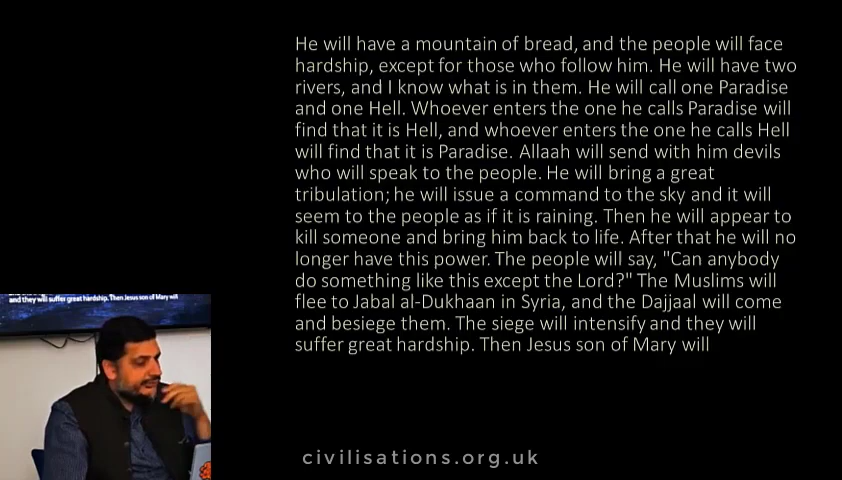 He will have a mountain of bread, and the people will face
hardship, except for those who follow him. He will have two
rivers, and I know what is in them. He will call one Paradise
and one Hell. Whoever enters the one he calls Paradise will
find that it is Hell, and whoever enters the one he calls Hell
will find that it is Paradise. Allaah will send with him devils
who will speak to the people. He will bring a great
tribulation; he will issue a command to the sky and it will
seem to the people as if it is raining. Then he will appear to
kill someone and bring him back to life. After that he will no
longer have this power. The people will say, "Can anybody
do something like this except the Lord?" The Muslims will
flee to Jabal al-Dukhaan in Syria, and the Dajjaal will come
and besiege them. The siege will intensify and they will
suffer great hardship. Then Jesus son of Mary will
and they will suffer great hardship. Then Jesus son of Mary will
civilisations.org.uk